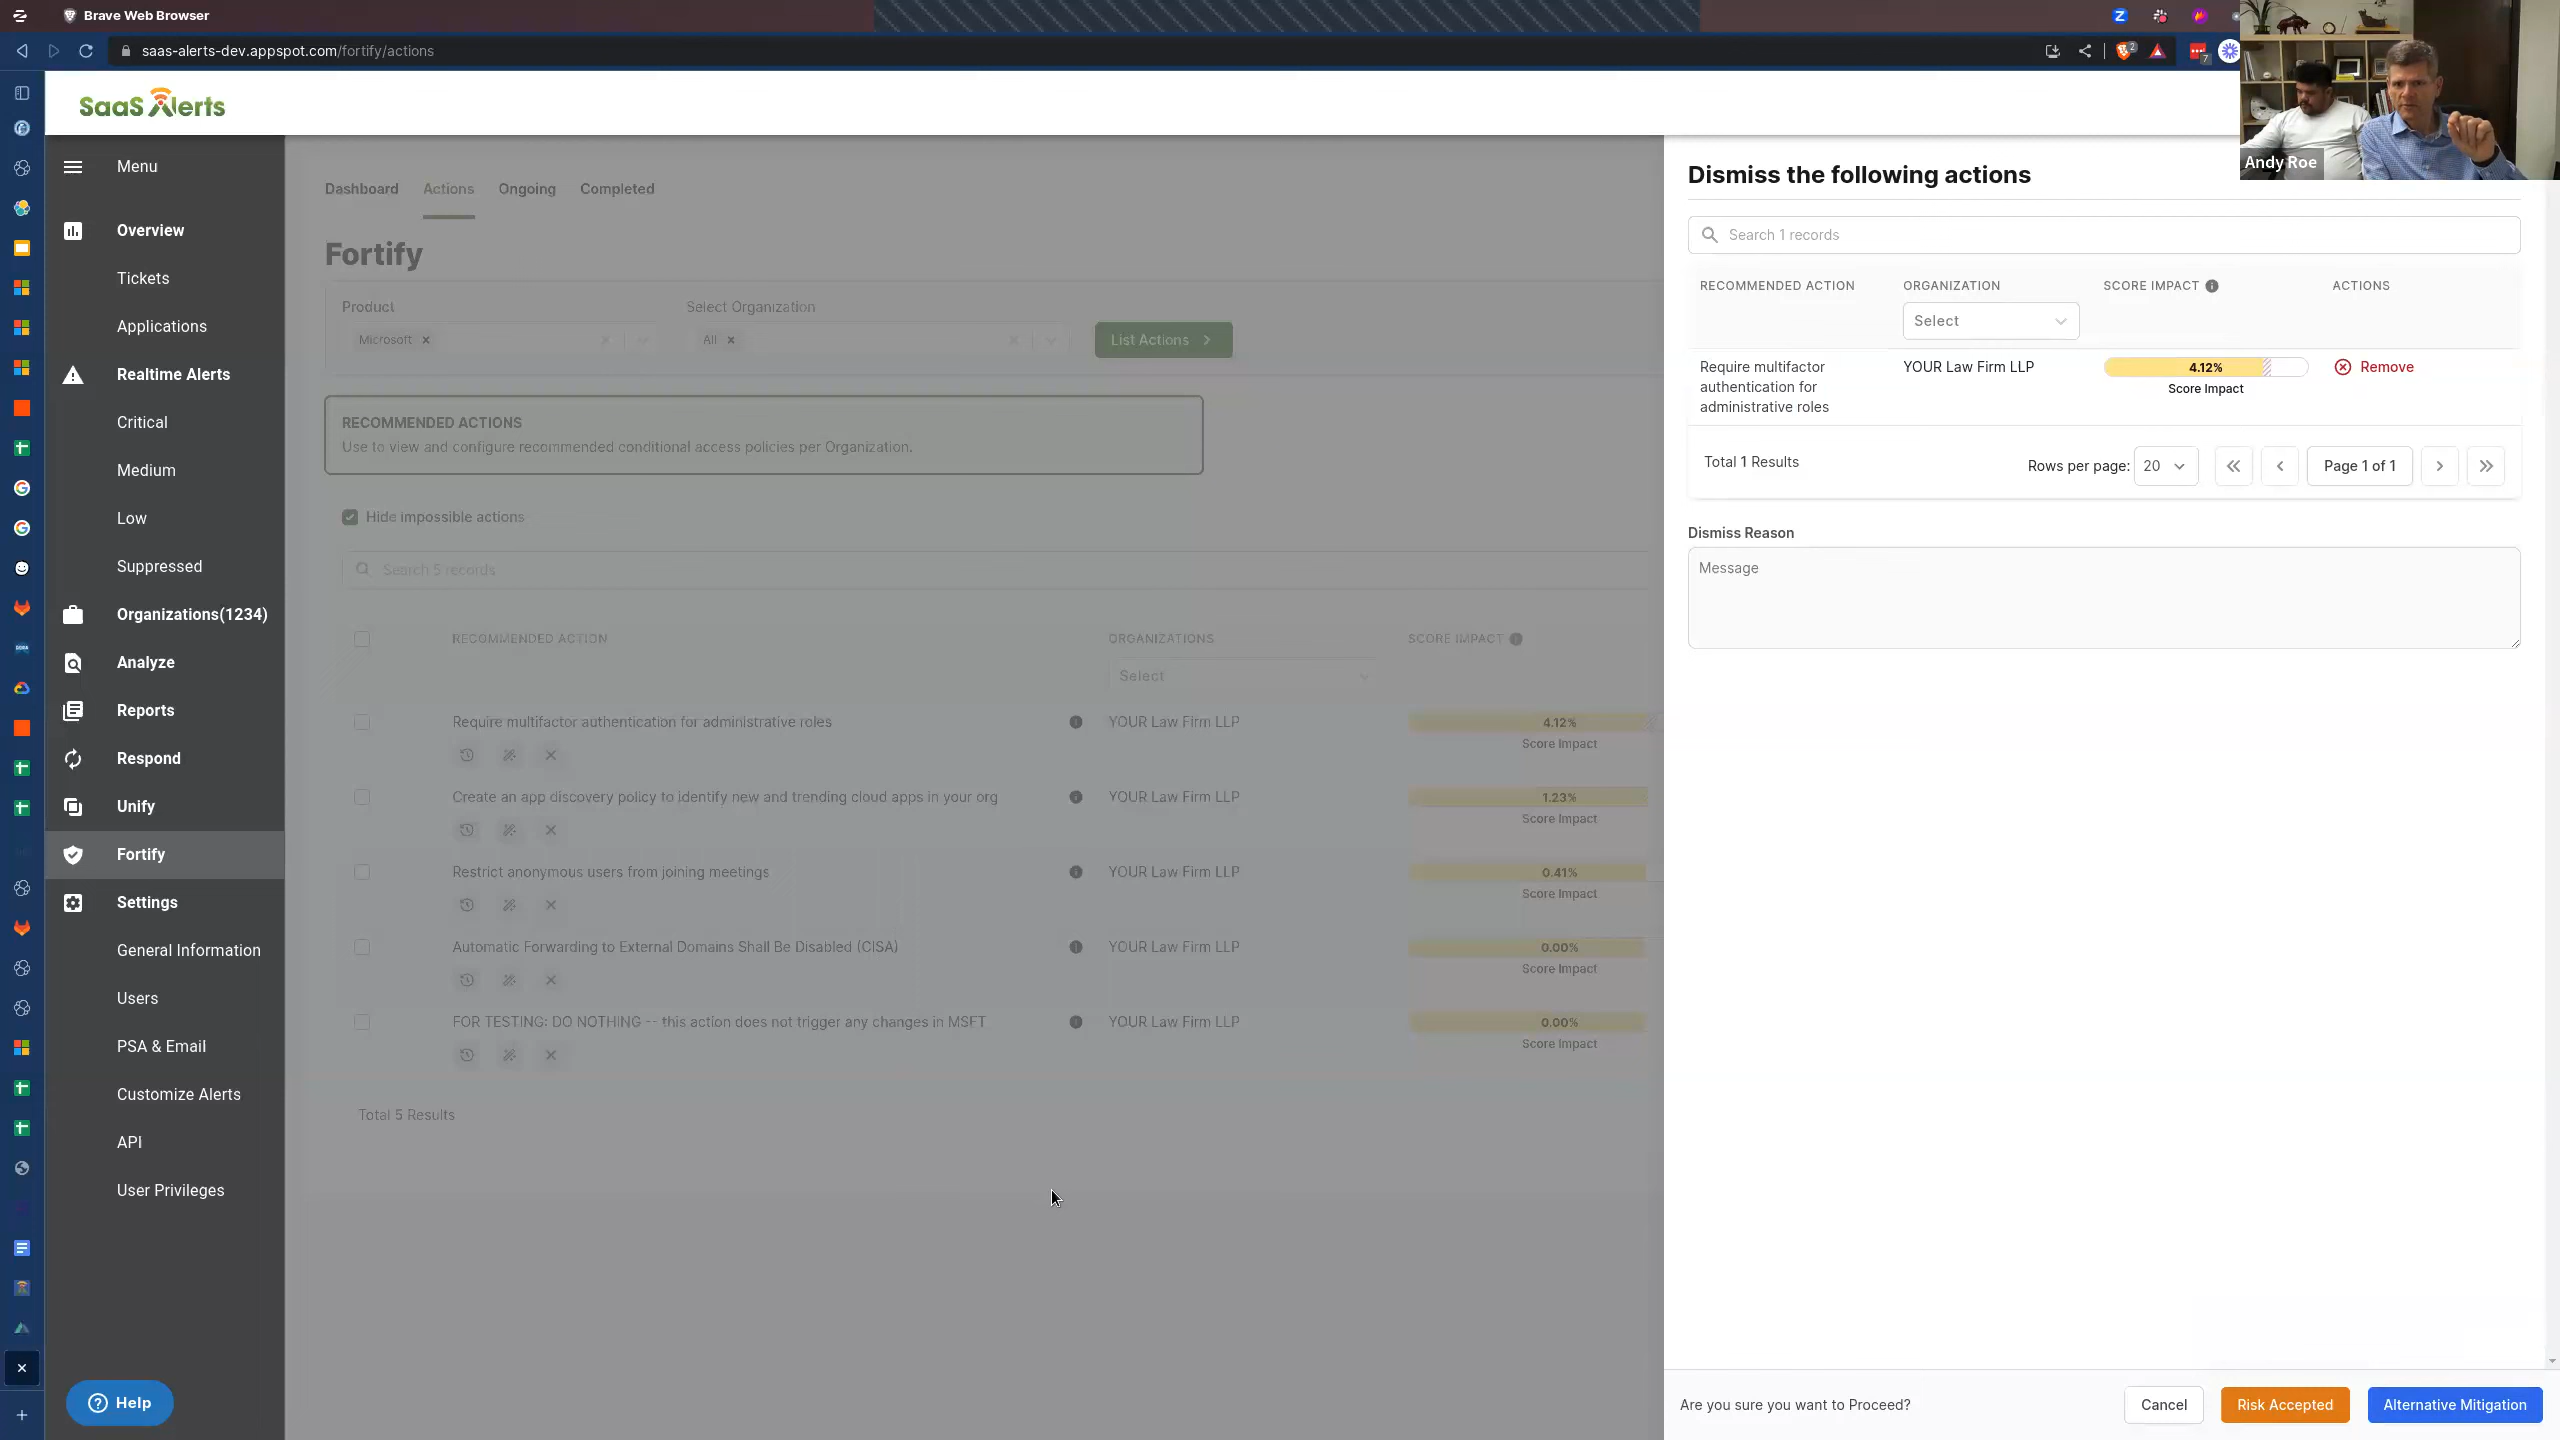 Brave Web Browser
saas-alerts-dev.appspot.com/fortify/actions
2
7
SaaS Alerts
Andy Roe
Menu
Overview
Tickets
Applications
Realtime Alerts
Critical
Medium
Low
Suppressed
Organizations(1234)
Analyze
Reports
Respond
Unify
Fortify
Settings
General Information
Users
PSA & Email
Customize Alerts
API
User Privileges
Help
Dashboard Actions Ongoing Completed
Fortify
Product Select Organization
Microsoft All List Actions
RECOMMENDED ACTIONS
Use to view and configure recommended conditional access policies per Organization.
Hide impossible actions
Search 5 records
RECOMMENDED ACTION ORGANIZATIONS SCORE IMPACT
Select
Require multifactor authentication for administrative roles YOUR Law Firm LLP 4.12%
Score Impact
Create an app discovery policy to identify new and trending cloud apps in your org YOUR Law Firm LLP 1.23%
Score Impact
Restrict anonymous users from joining meetings YOUR Law Firm LLP 0.41%
Score Impact
Automatic Forwarding to External Domains Shall Be Disabled (CISA) YOUR Law Firm LLP 0.00%
Score Impact
FOR TESTING: DO NOTHING -- this action does not trigger any changes in MSFT YOUR Law Firm LLP 0.00%
Score Impact
Total 5 Results
Dismiss the following actions
Search 1 records
RECOMMENDED ACTION ORGANIZATION SCORE IMPACT ACTIONS
Select
Require multifactor YOUR Law Firm LLP 4.12% Remove
authentication for Score Impact
administrative roles
Total 1 Results Rows per page: 20 Page 1 of 1
Dismiss Reason
Message
Are you sure you want to Proceed? Cancel Risk Accepted Alternative Mitigation